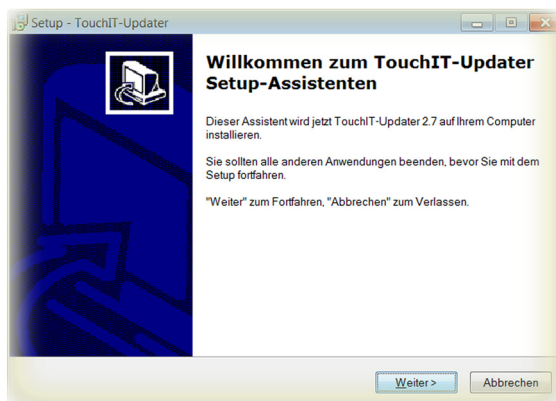 Setup - TouchIT-Updater
Willkommen zum TouchIT-Updater
Setup-Assistenten
Dieser Assistent wird jetzt TouchIT-Updater 2.7 auf Ihrem Computer
installieren.
Sie sollten alle anderen Anwendungen beenden, bevor Sie mit dem
Setup fortfahren.
"Weiter" zum Fortfahren, "Abbrechen" zum Verlassen.
Weiter >
Abbrechen